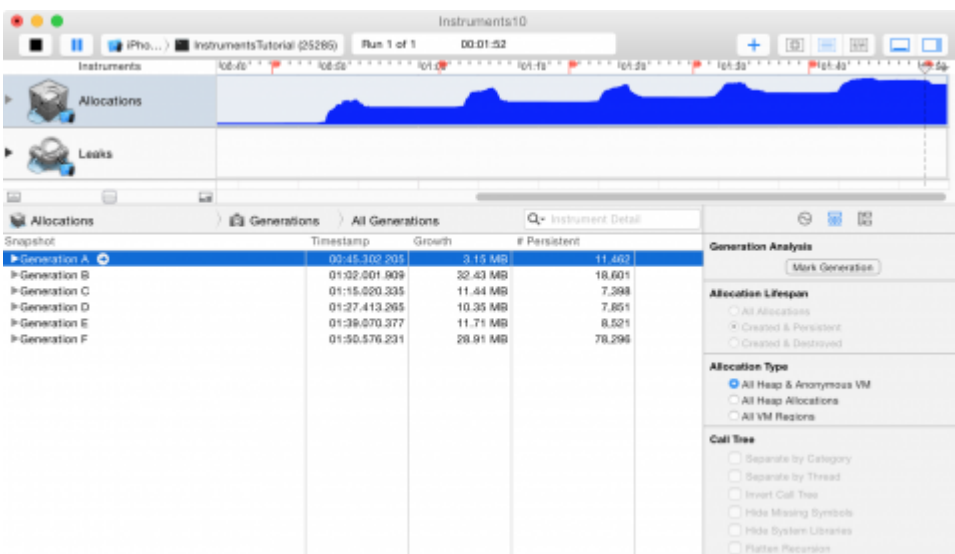 Instruments10
iPho... InstrumentsTutorial (25285) Run 1 of 1 00:01:52
Instruments
Allocations
Leaks
Allocations Generations All Generations Instrument Detail
Snapshot Timestamp Growth # Persistent
Generation A 00:45.302.205 3.15 MB 11,462
Generation B 01:02.001.909 32.43 MB 18,601
Generation C 01:15.020.335 11.44 MB 7,398
Generation D 01:27.413.265 10.35 MB 7,851
Generation E 01:39.070.377 11.71 MB 8,521
Generation F 01:50.576.231 28.91 MB 78,296
Generation Analysis
Mark Generation
Allocation Lifespan
All Allocations
Created & Persistent
Created & Destroyed
Allocation Type
All Heap & Anonymous VM
All Heap Allocations
All VM Regions
Call Tree
Separate by Category
Separate by Thread
Invert Call Tree
Hide Missing Symbols
Hide System Libraries
Flatten Recursion